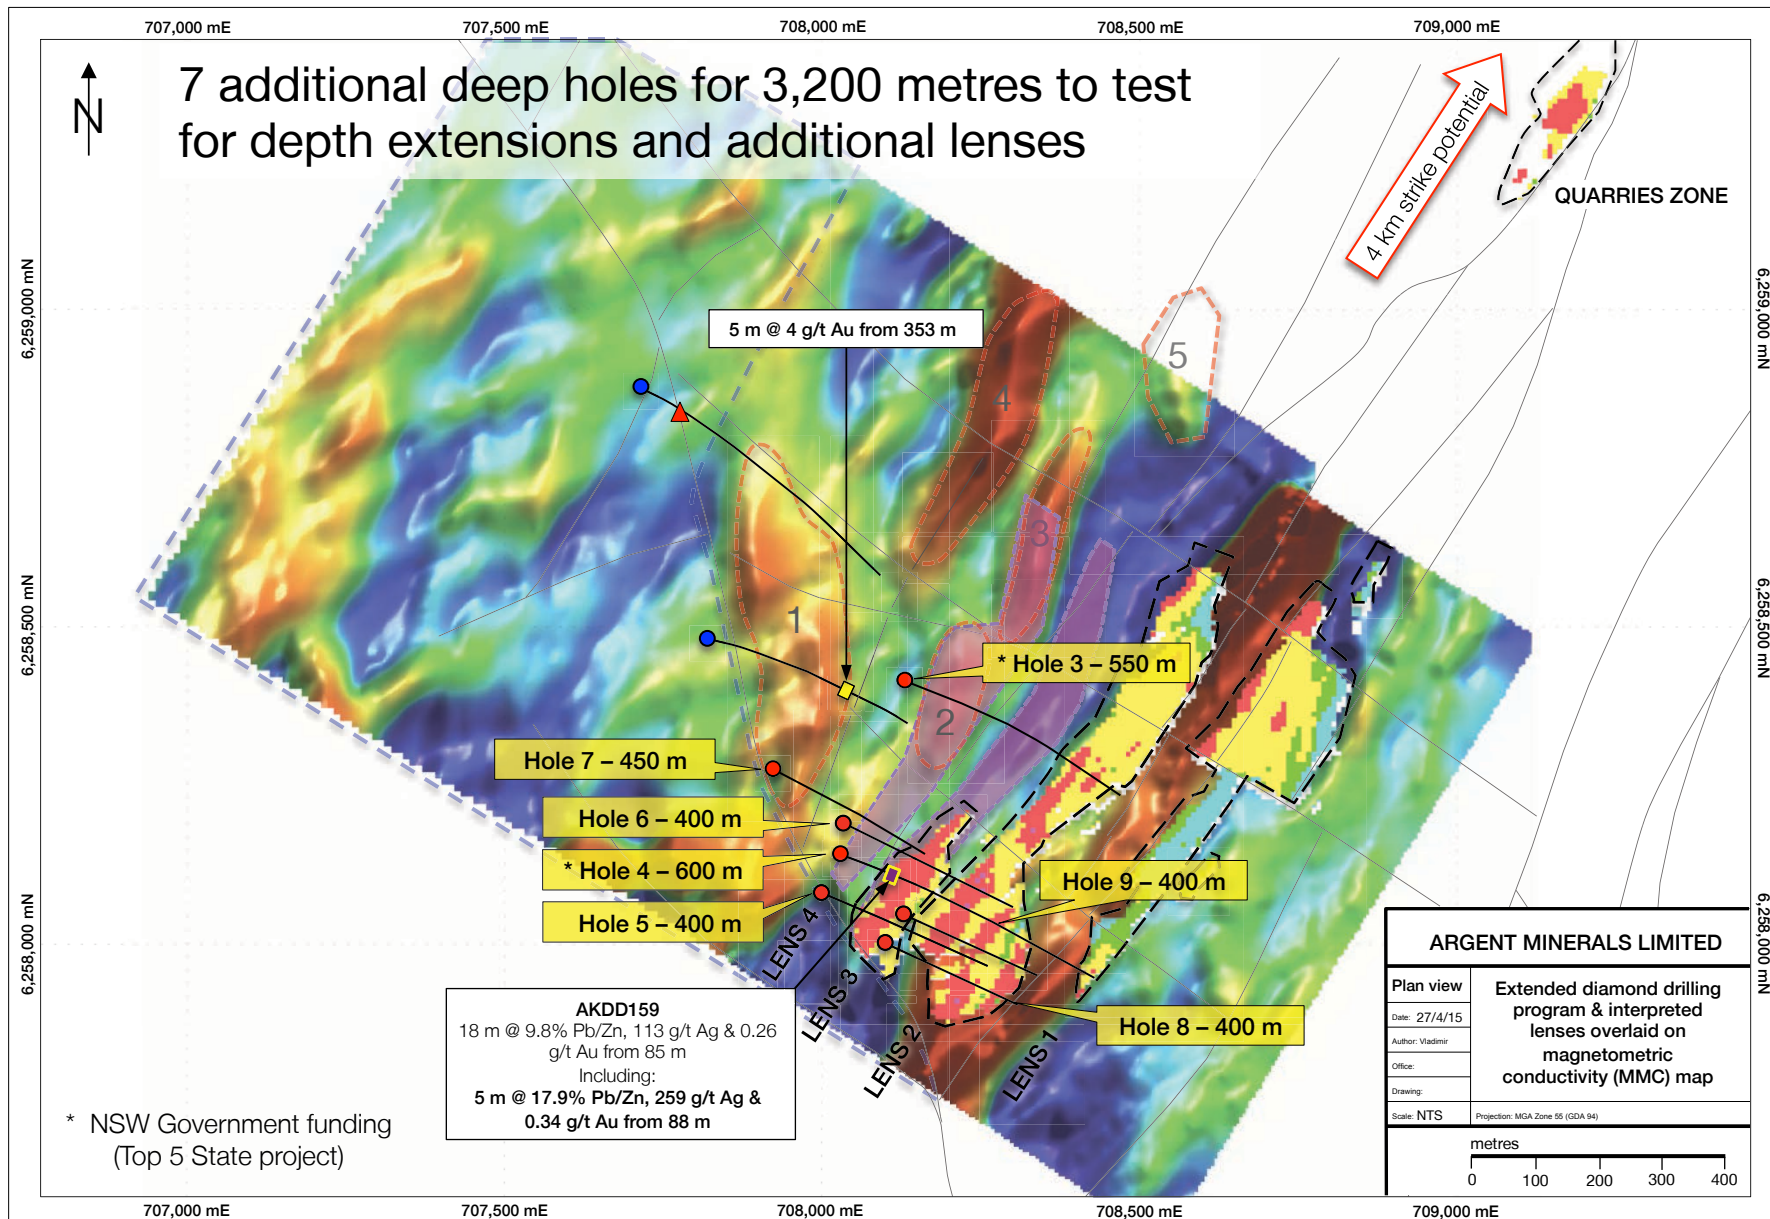 707,000 mE
707,500 mE
708,000 mE
708,500 mE
709,000 mE
N
7 additional deep holes for 3,200 metres to test
for depth extensions and additional lenses
4 km strike potential
QUARRIES ZONE
6,259,000 mN
6,259,000 mN
5 m @ 4 g/t Au from 353 m
5
4
3
1
2
6,258,500 mN
6,258,500 mN
* Hole 3 – 550 m
Hole 7 – 450 m
Hole 6 – 400 m
* Hole 4 – 600 m
Hole 5 – 400 m
Hole 9 – 400 m
Hole 8 – 400 m
LENS 4
LENS 3
LENS 2
LENS 1
6,258,000 mN
6,258,000 mN
AKDD159
18 m @ 9.8% Pb/Zn, 113 g/t Ag & 0.26
g/t Au from 85 m
Including:
5 m @ 17.9% Pb/Zn, 259 g/t Ag &
0.34 g/t Au from 88 m
* NSW Government funding
(Top 5 State project)
ARGENT MINERALS LIMITED
Plan view
Date: 27/4/15
Author: Vladimir
Office:
Drawing:
Scale: NTS
Extended diamond drilling
program & interpreted
lenses overlaid on
magnetometric
conductivity (MMC) map
Projection: MGA Zone 55 (GDA 94)
metres
0 100 200 300 400
707,000 mE
707,500 mE
708,000 mE
708,500 mE
709,000 mE